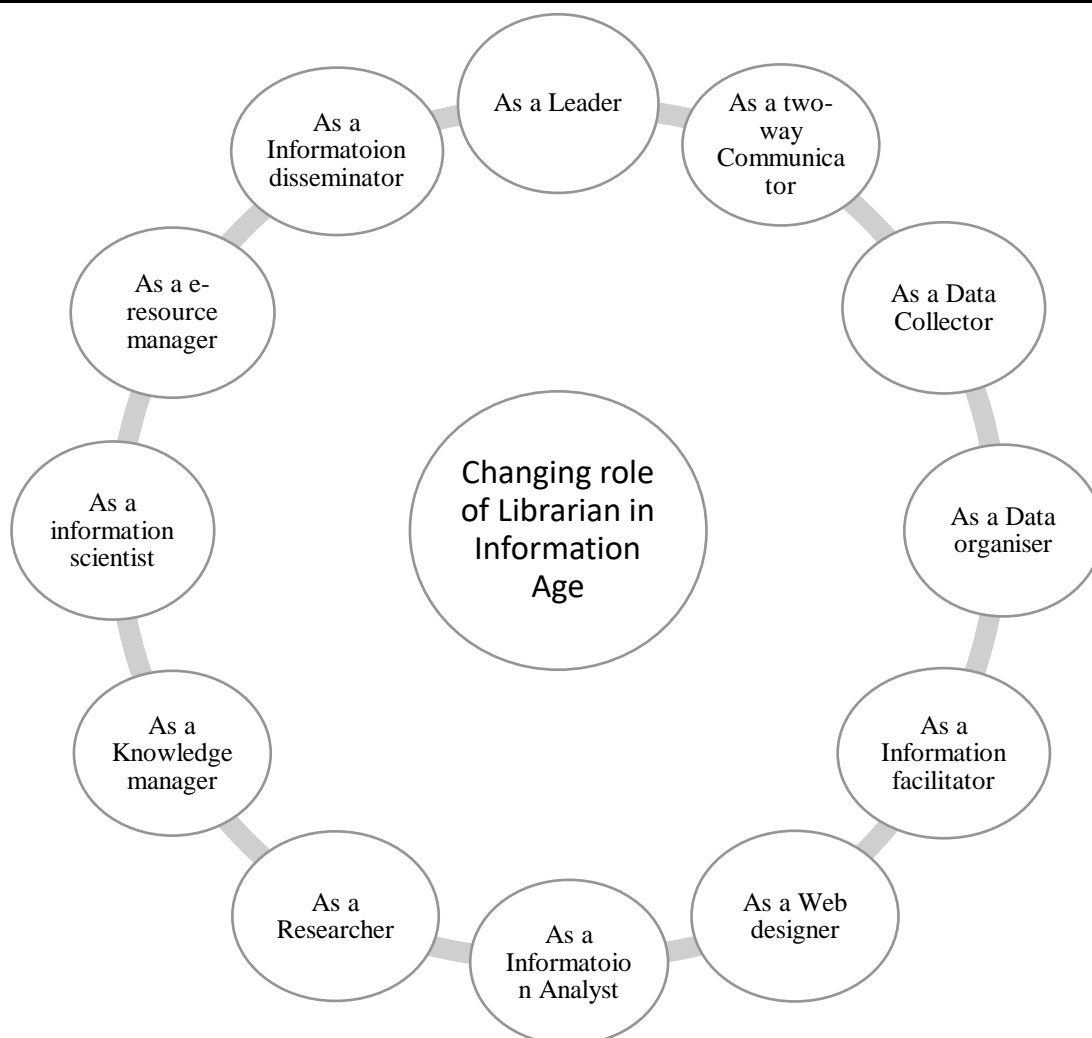 As a Leader
As a two-
way
Communica
tor
As a Data
Collector
As a Data
organiser
As a
Information
facilitator
As a Web
designer
As a
Informatoio
n Analyst
As a
Researcher
As a
Knowledge
manager
As a
information
scientist
As a e-
resource
manager
As a
Informatoion
disseminator
Changing role
of Librarian in
Information
Age